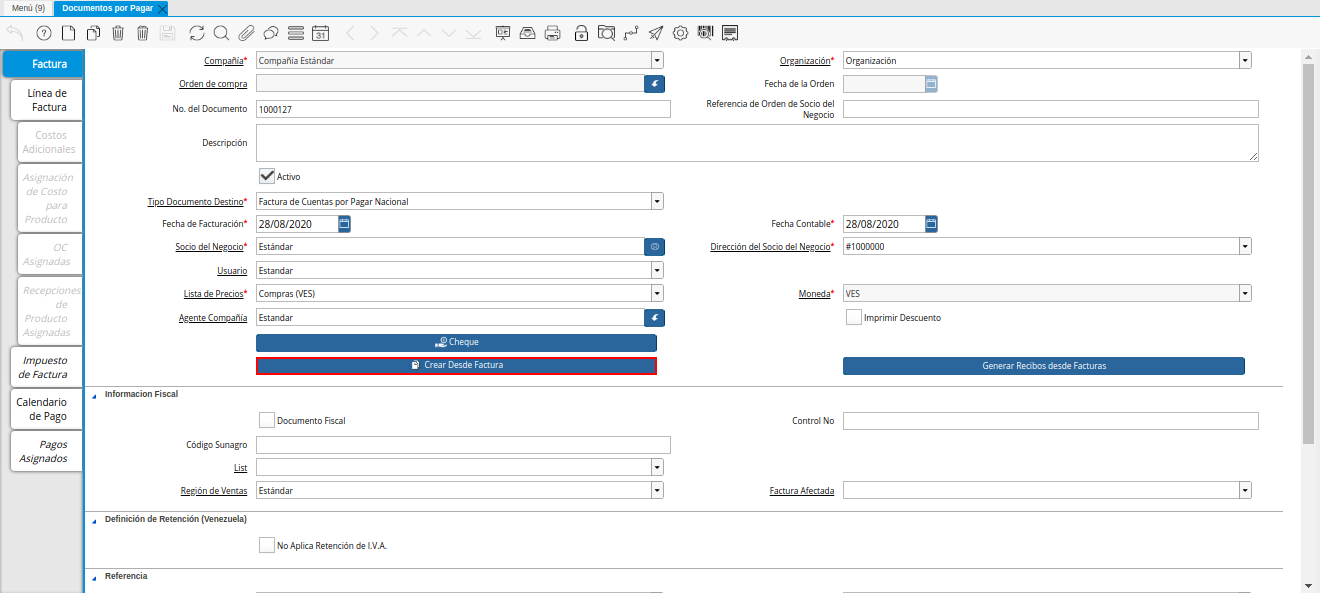 Menú (9)
Documentos por Pagar
31
Factura
Línea de
Factura
Costos
Adicionales
Asignación
de Costo
para
Producto
OC
Asignadas
Recepciones
de
Producto
Asignadas
Impuesto
de Factura
Calendario
de Pago
Pagos
Asignados
Compañía* Compañía Estándar
Organización* Organización
Orden de compra
Fecha de la Orden
No. del Documento 1000127
Referencia de Orden de Socio del
Negocio
Descripción
Activo
Tipo Documento Destino* Factura de Cuentas por Pagar Nacional
Fecha de Facturación* 28/08/2020
Fecha Contable* 28/08/2020
Socio del Negocio* Estándar
Dirección del Socio del Negocio* #1000000
Usuario Estandar
Lista de Precios* Compras (VES)
Moneda* VES
Agente Compañía Estandar
Imprimir Descuento
Cheque
Crear Desde Factura
Generar Recibos desde Facturas
Informacion Fiscal
Documento Fiscal
Control No
Código Sunagro
List
Región de Ventas Estándar
Factura Afectada
Definición de Retención (Venezuela)
No Aplica Retención de I.V.A.
Referencia